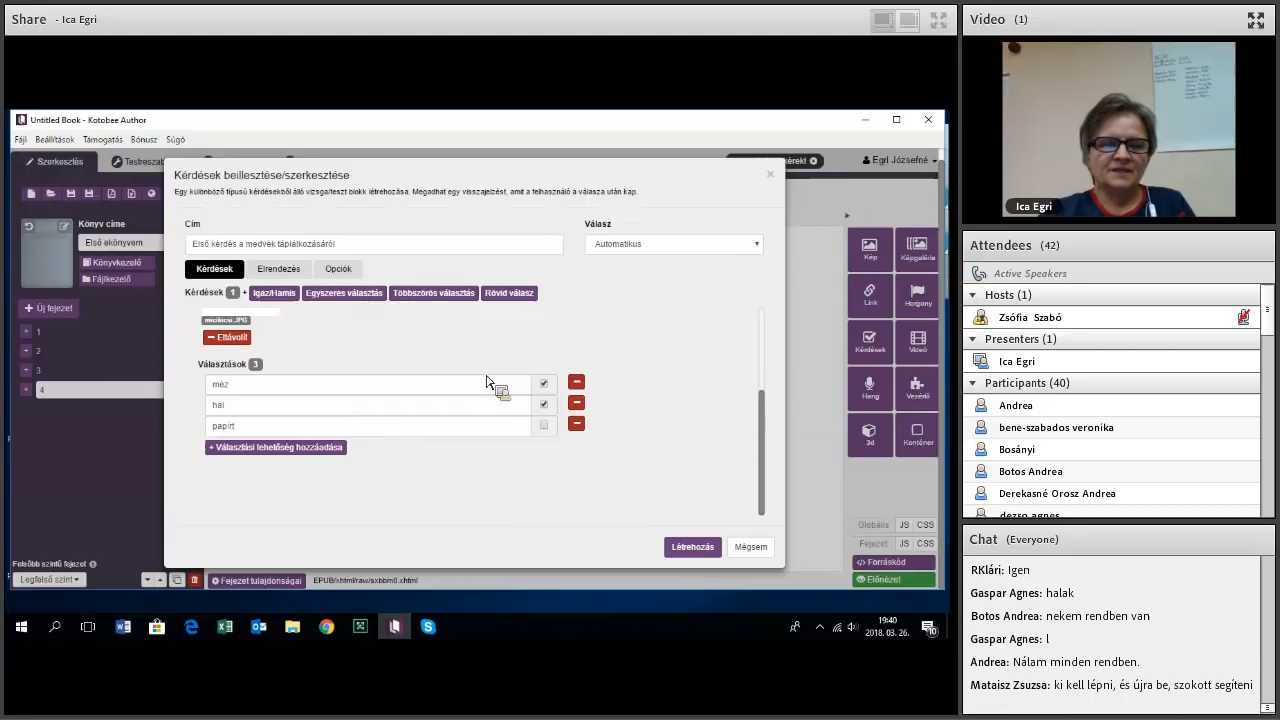 Share - Ica Egri
Untitled Book - Kotobee Author
Fájl Beállítások Támogatás Bónusz Súgó
Szerkesztés
Testreszab
kérek!
Egri Józsefné
Könyv címe
Első ekönyvem
Könyvkezelő
Fájlkezelő
+ Új fejezet
1
2
3
4
Felsőbb szintű fejezet
Legfelső szint
Kérdések beillesztése/szerkesztése
Egy különböző típusú kérdésekből álló vizsga/teszt blokk létrehozása. Megadhat egy visszajelzést, amit a felhasználó a válasza után kap.
Cím
Válasz
Első kérdés a medvék táplálkozásáról
Automatikus
Kérdések Elrendezés Opciók
Kérdések 1 + Igaz/Hamis Egyszeres választás Többszörös választás Rövid válasz
Eltávolít
Választások 3
méz
hal
papírt
+ Választási lehetőség hozzáadása
Létrehozás Mégsem
Kép Képgaléria
Link Horgony
Kérdések Videó
Hang Vezérlő
3d Konténer
Globális JS CSS
Fejezet JS CSS
</> Forráskód
Előnézet
Fejezet tulajdonságai
EPUB/xhtml/raw/sxbbm0.xhtml
19:40
2018. 03. 26.
10
Video (1)
Ica Egri
Attendees (42)
Active Speakers
Hosts (1)
Zsófia Szabó
Presenters (1)
Ica Egri
Participants (40)
Andrea
bene-szabados veronika
Bosányi
Botos Andrea
Derekasné Orosz Andrea
dezso agnes
Chat (Everyone)
RKlári: Igen
Gaspar Agnes: halak
Botos Andrea: nekem rendben van
Gaspar Agnes: l
Andrea: Nálam minden rendben.
Mataisz Zsuzsa: ki kell lépni, és újra be, szokott segíteni